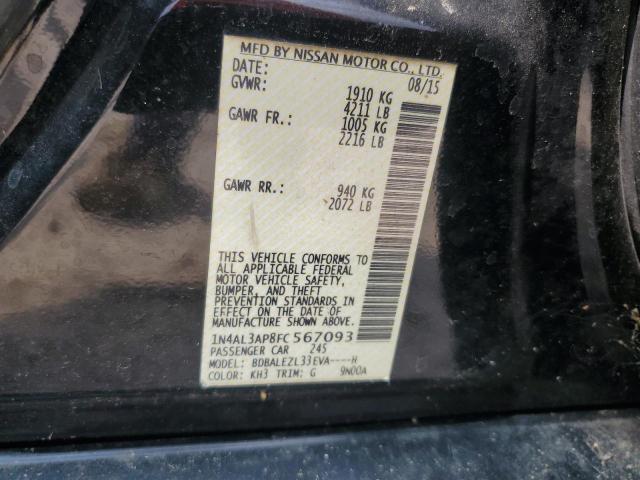 MFD BY NISSAN MOTOR CO., LTD.
DATE: 08/15
GVWR: 1910 KG
4211 LB
GAWR FR.: 1005 KG
2216 LB
GAWR RR.: 940 KG
2072 LB
THIS VEHICLE CONFORMS TO
ALL APPLICABLE FEDERAL
MOTOR VEHICLE SAFETY,
BUMPER, AND THEFT
PREVENTION STANDARDS IN
EFFECT ON THE DATE OF
MANUFACTURE SHOWN ABOVE.
1N4AL3AP8FC567093
PASSENGER CAR 245
MODEL: BDBALEZL33EVA----H
COLOR: KH3 TRIM: G 9N00A